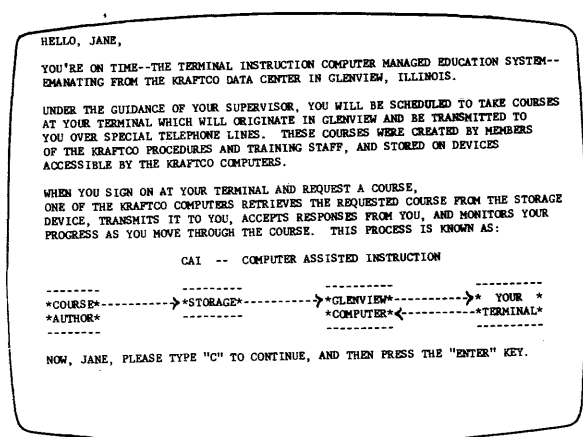 HELLO, JANE,
YOU'RE ON TIME--THE TERMINAL INSTRUCTION COMPUTER MANAGED EDUCATION SYSTEM--
EMANATING FROM THE KRAFTCO DATA CENTER IN GLENVIEW, ILLINOIS.
UNDER THE GUIDANCE OF YOUR SUPERVISOR, YOU WILL BE SCHEDULED TO TAKE COURSES
AT YOUR TERMINAL WHICH WILL ORIGINATE IN GLENVIEW AND BE TRANSMITTED TO
YOU OVER SPECIAL TELEPHONE LINES. THESE COURSES WERE CREATED BY MEMBERS
OF THE KRAFTCO PROCEDURES AND TRAINING STAFF, AND STORED ON DEVICES
ACCESSIBLE BY THE KRAFTCO COMPUTERS.
WHEN YOU SIGN ON AT YOUR TERMINAL AND REQUEST A COURSE,
ONE OF THE KRAFTCO COMPUTERS RETRIEVES THE REQUESTED COURSE FROM THE STORAGE
DEVICE, TRANSMITS IT TO YOU, ACCEPTS RESPONSES FROM YOU, AND MONITORS YOUR
PROGRESS AS YOU MOVE THROUGH THE COURSE. THIS PROCESS IS KNOWN AS:
CAI -- COMPUTER ASSISTED INSTRUCTION
*COURSE*----------->*STORAGE*----------->*GLENVIEW*----------->* YOUR *
*AUTHOR* *COMPUTER*<-----------*TERMINAL*
NOW, JANE, PLEASE TYPE "C" TO CONTINUE, AND THEN PRESS THE "ENTER" KEY.